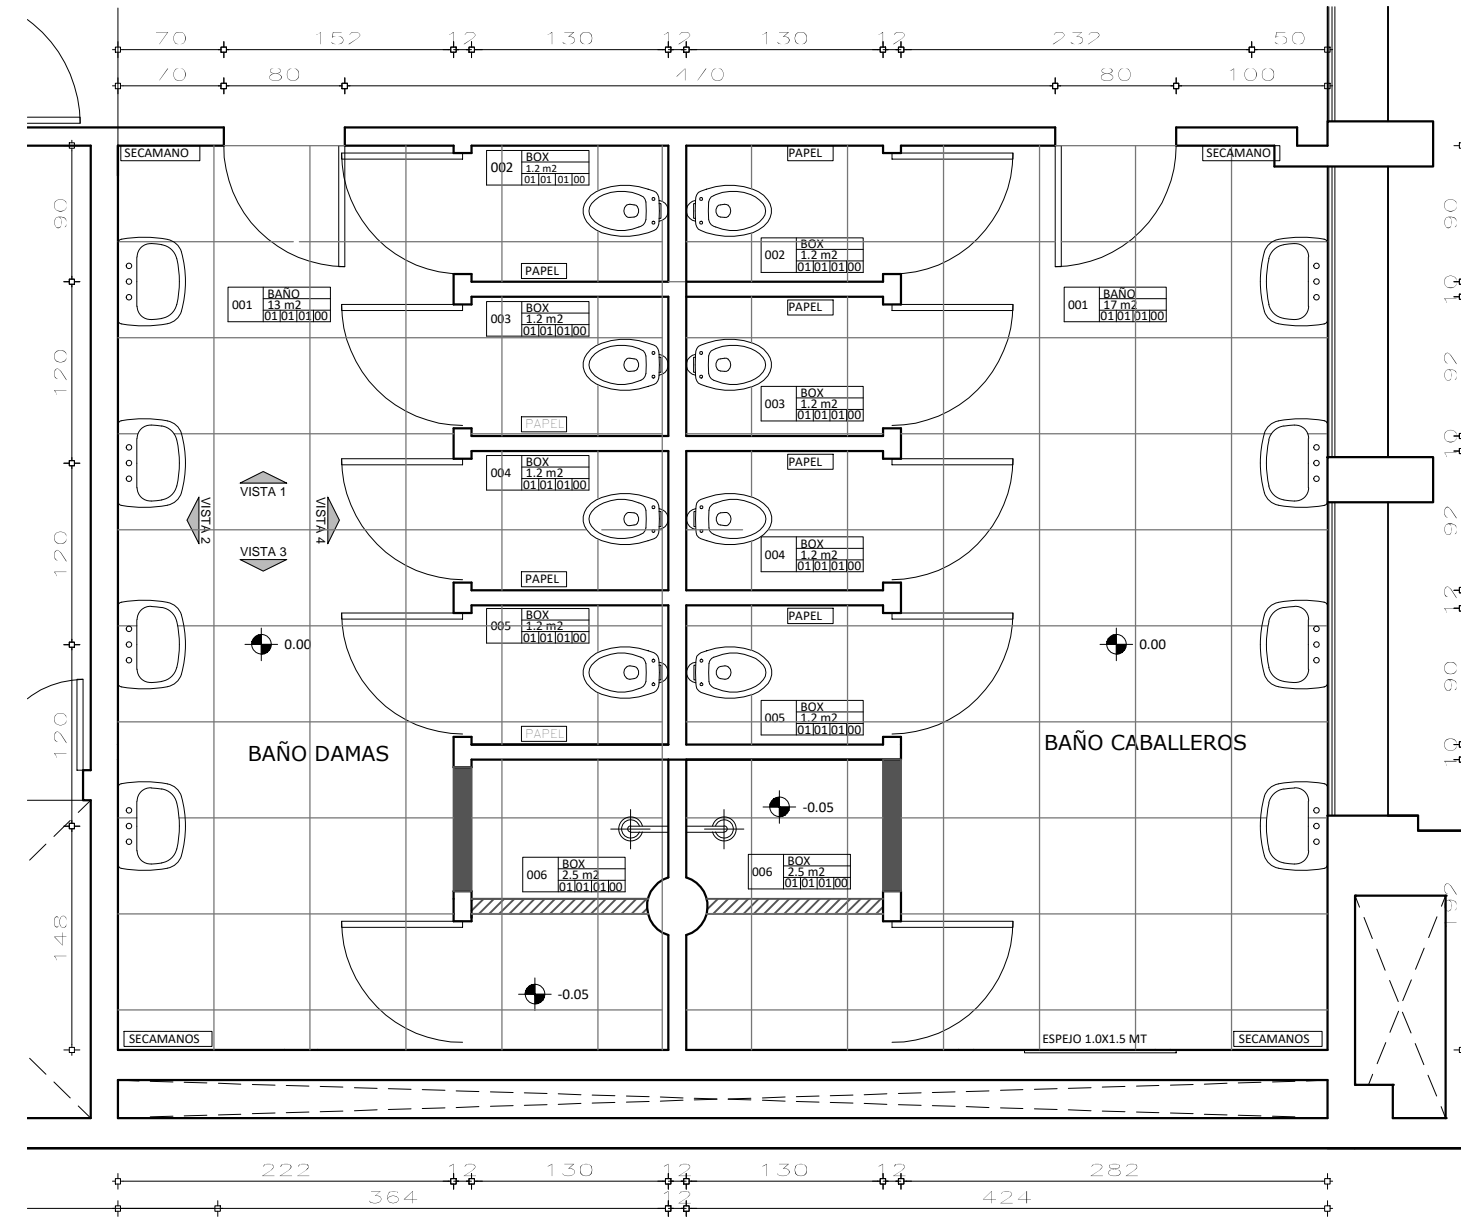 70 152 12 130 12 130 12 232 50
70 80 470 80 100
SECAMANO
002 BOX
1.2 m2
01 01 01 00
PAPEL
SECAMANO
90
90
PAPEL
002 BOX
1.2 m2
01 01 01 00
001 BAÑO
13 m2
01 01 01 00
003 BOX
1.2 m2
01 01 01 00
PAPEL
001 BAÑO
17 m2
01 01 01 00
10
10
120
92
003 BOX
1.2 m2
01 01 01 00
PAPEL
10
10
004 BOX
1.2 m2
01 01 01 00
PAPEL
VISTA 1
VISTA 2
VISTA 4
VISTA 3
120
92
004 BOX
1.2 m2
01 01 01 00
PAPEL
12
12
005 BOX
1.2 m2
01 01 01 00
PAPEL
0.00
0.00
90
120
005 BOX
1.2 m2
01 01 01 00
PAPEL
BAÑO DAMAS
BAÑO CABALLEROS
10
10
-0.05
006 BOX
2.5 m2
01 01 01 00
006 BOX
2.5 m2
01 01 01 00
148
192
-0.05
SECAMANOS
ESPEJO 1.0X1.5 MT
SECAMANOS
222 12 130 12 130 12 282
364 12 424